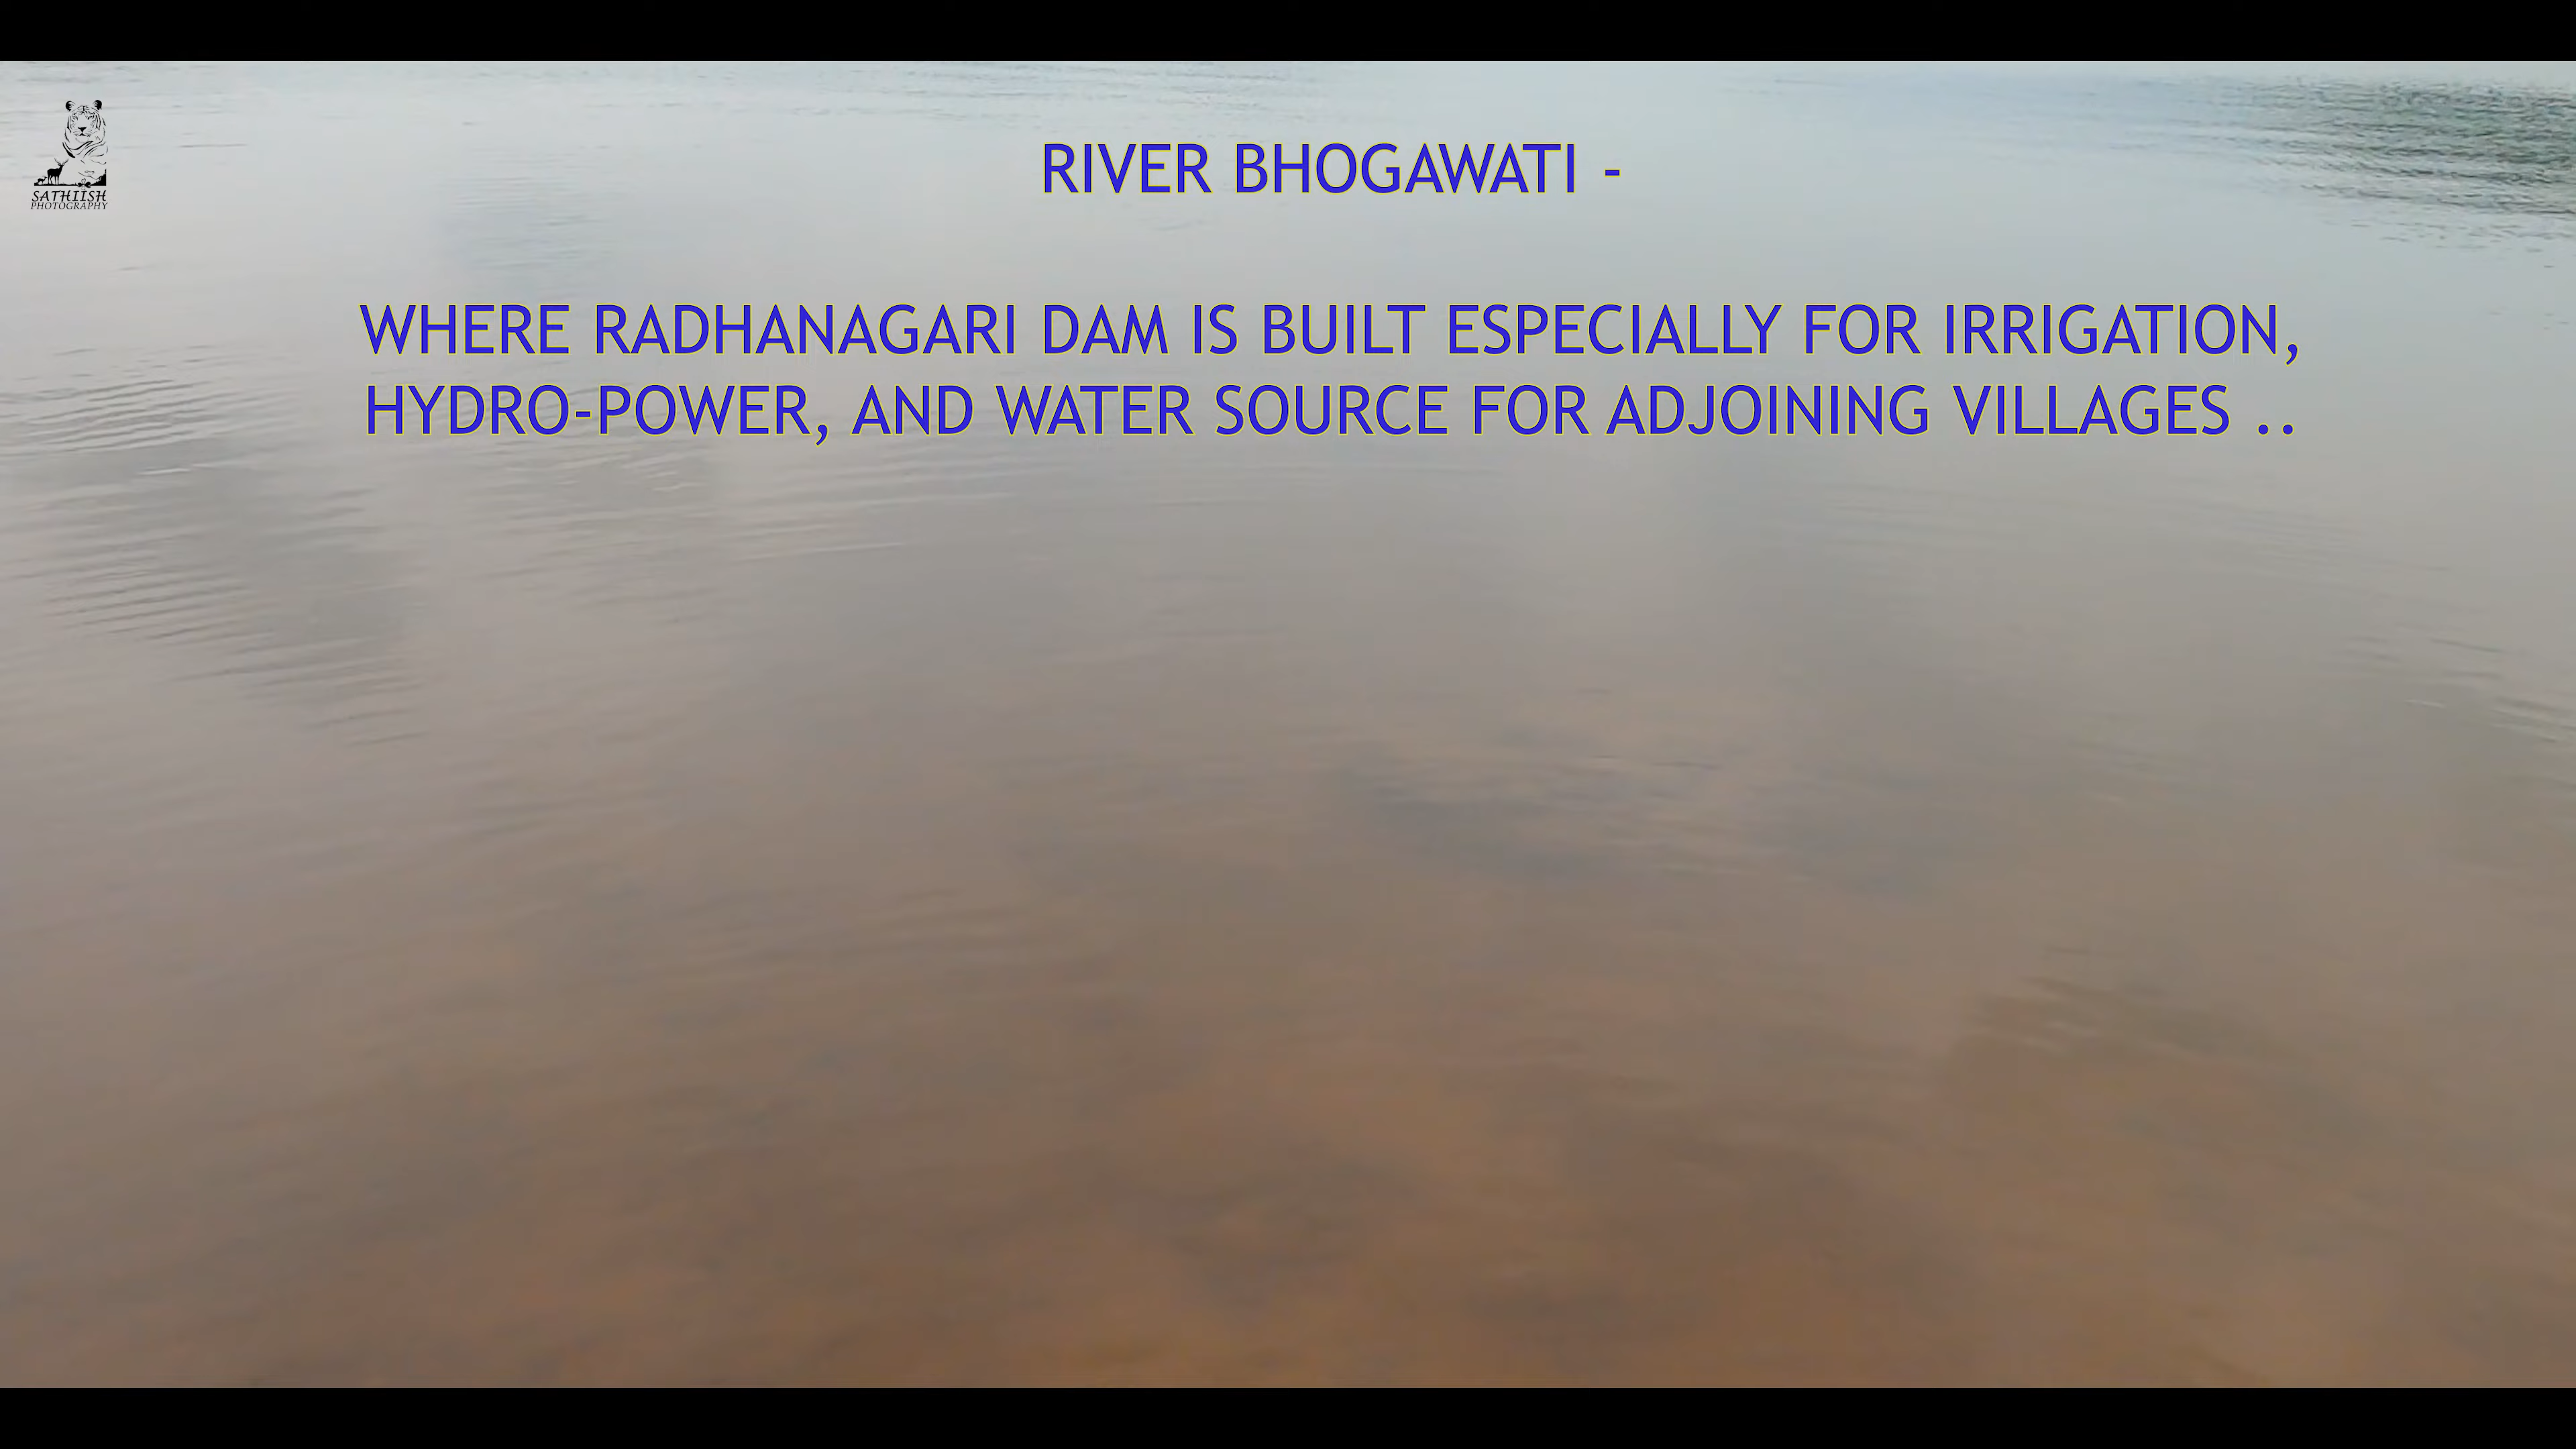 SATHIISH
PHOTOGRAPHY
RIVER BHOGAWATI -
WHERE RADHANAGARI DAM IS BUILT ESPECIALLY FOR IRRIGATION,
HYDRO-POWER, AND WATER SOURCE FOR ADJOINING VILLAGES ..